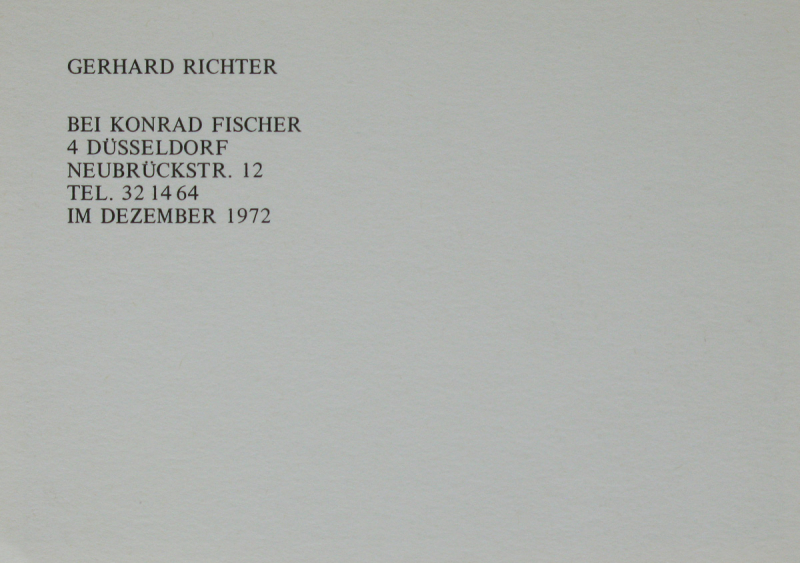 GERHARD RICHTER
BEI KONRAD FISCHER
4 DÜSSELDORF
NEUBRÜCKSTR. 12
TEL. 32 14 64
IM DEZEMBER 1972